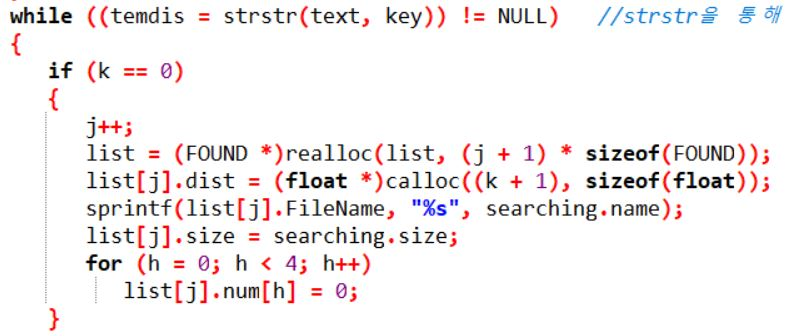 while ((temdis = strstr(text, key)) != NULL)   //strstr을 통해
{
   if (k == 0)
   {
      j++;
      list = (FOUND *)realloc(list, (j + 1) * sizeof(FOUND));
      list[j].dist = (float *)calloc((k + 1), sizeof(float));
      sprintf(list[j].FileName, "%s", searching.name);
      list[j].size = searching.size;
      for (h = 0; h < 4; h++)
         list[j].num[h] = 0;
   }